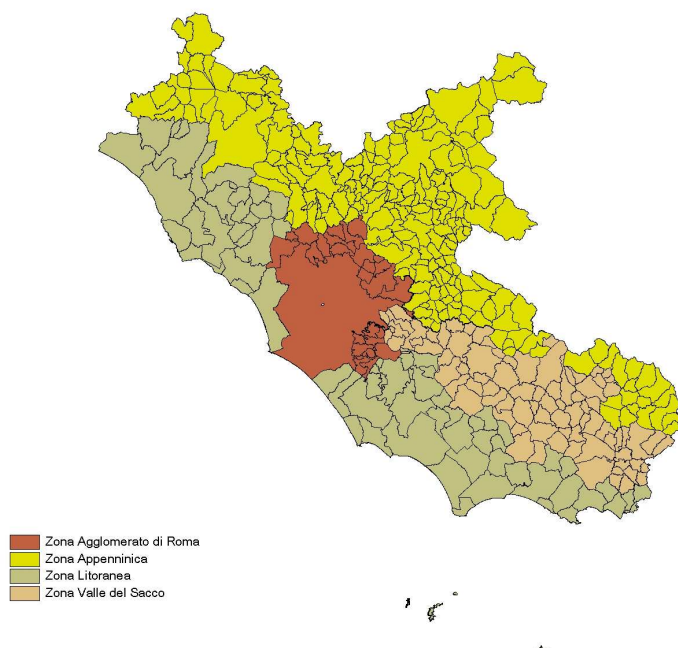 Zona Agglomerato di Roma
Zona Appenninica
Zona Litoranea
Zona Valle del Sacco